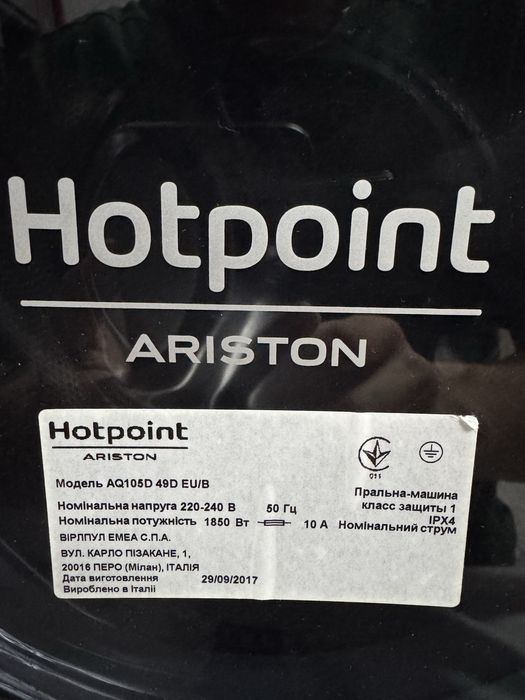 Hotpoint
ARISTON
Hotpoint
ARISTON
Модель AQ105D 49D EU/B
Номінальна напруга 220-240 В 50 Гц
Номінальна потужність 1850 Вт 10 А
ВІРЛПУЛ ЕМЕА С.П.А.
ВУЛ. КАРЛО ПІЗАКАНЕ, 1,
20016 ПЕРО (Мілан), ІТАЛІЯ
Дата виготовлення 29/09/2017
Вироблено в Італії
011
Пральна-машина
класс защиты 1
IPX4
Номінальний струм